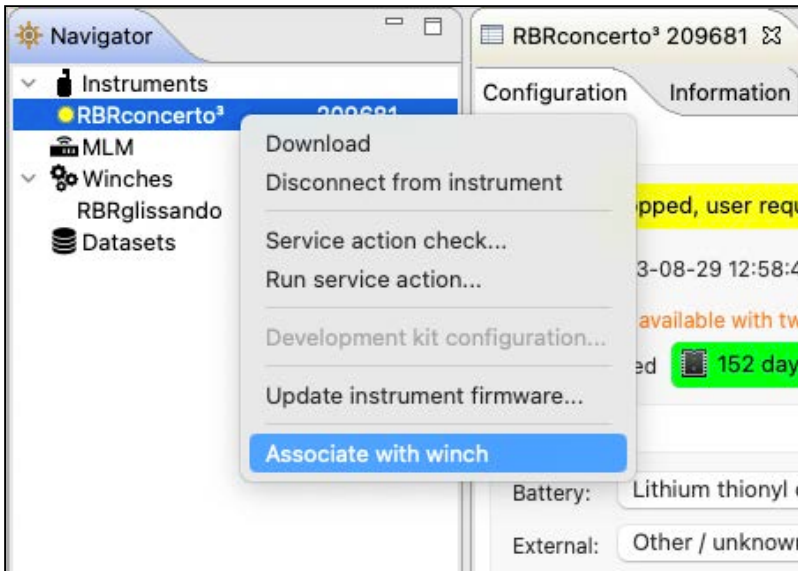 Navigator
RBRconcerto³ 209681
Instruments
Configuration Information
RBRconcerto³ 209681
MLM
Winches
RBRglissando
Datasets
Download
Disconnect from instrument
Service action check...
Run service action...
Development kit configuration...
Update instrument firmware...
Associate with winch
pped, user requ
3-08-29 12:58:4
available with tw
ed 152 day
Battery: Lithium thionyl
External: Other / unknown